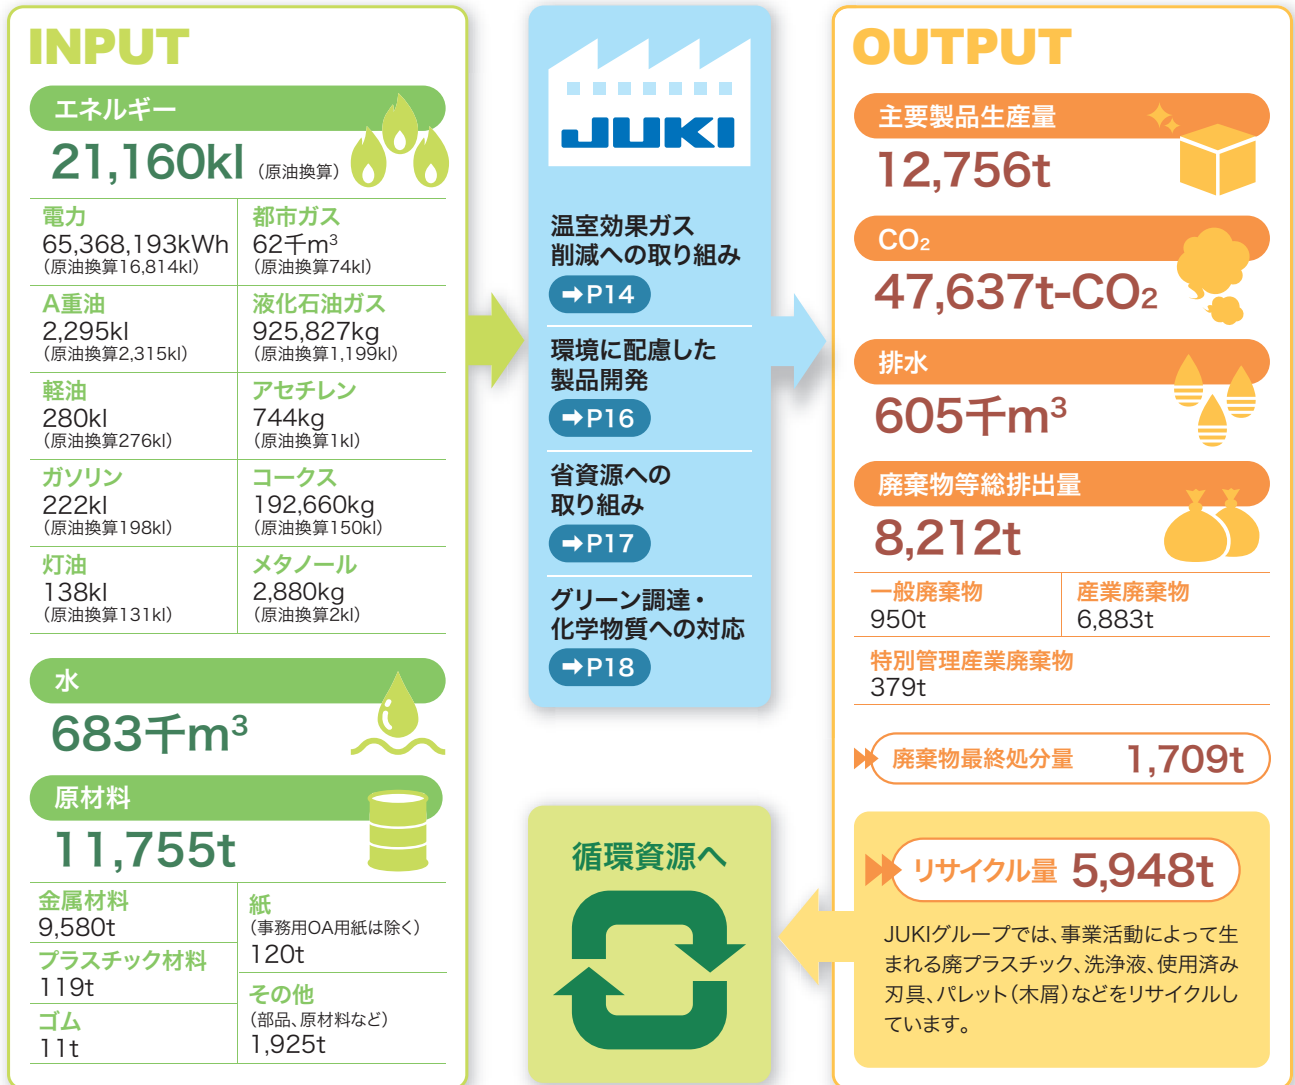 INPUT
エネルギー
21,160kl（原油換算）
電力
65,368,193kWh
（原油換算16,814kl）
都市ガス
62千m³
（原油換算74kl）
A重油
2,295kl
（原油換算2,315kl）
液化石油ガス
925,827kg
（原油換算1,199kl）
軽油
280kl
（原油換算276kl）
アセチレン
744kg
（原油換算1kl）
ガソリン
222kl
（原油換算198kl）
コークス
192,660kg
（原油換算150kl）
灯油
138kl
（原油換算131kl）
メタノール
2,880kg
（原油換算2kl）
水
683千m³
原材料
11,755t
金属材料
9,580t
プラスチック材料
119t
ゴム
11t
紙
（事務用OA用紙は除く）
120t
その他
（部品、原材料など）
1,925t
JUKI
温室効果ガス
削減への取り組み
➡P14
環境に配慮した
製品開発
➡P16
省資源への
取り組み
➡P17
グリーン調達・
化学物質への対応
➡P18
循環資源へ
OUTPUT
主要製品生産量
12,756t
CO₂
47,637t-CO₂
排水
605千m³
廃棄物等総排出量
8,212t
一般廃棄物
950t
産業廃棄物
6,883t
特別管理産業廃棄物
379t
廃棄物最終処分量 1,709t
リサイクル量 5,948t
JUKIグループでは、事業活動によって生
まれる廃プラスチック、洗浄液、使用済み
刃具、パレット（木屑）などをリサイクルし
ています。